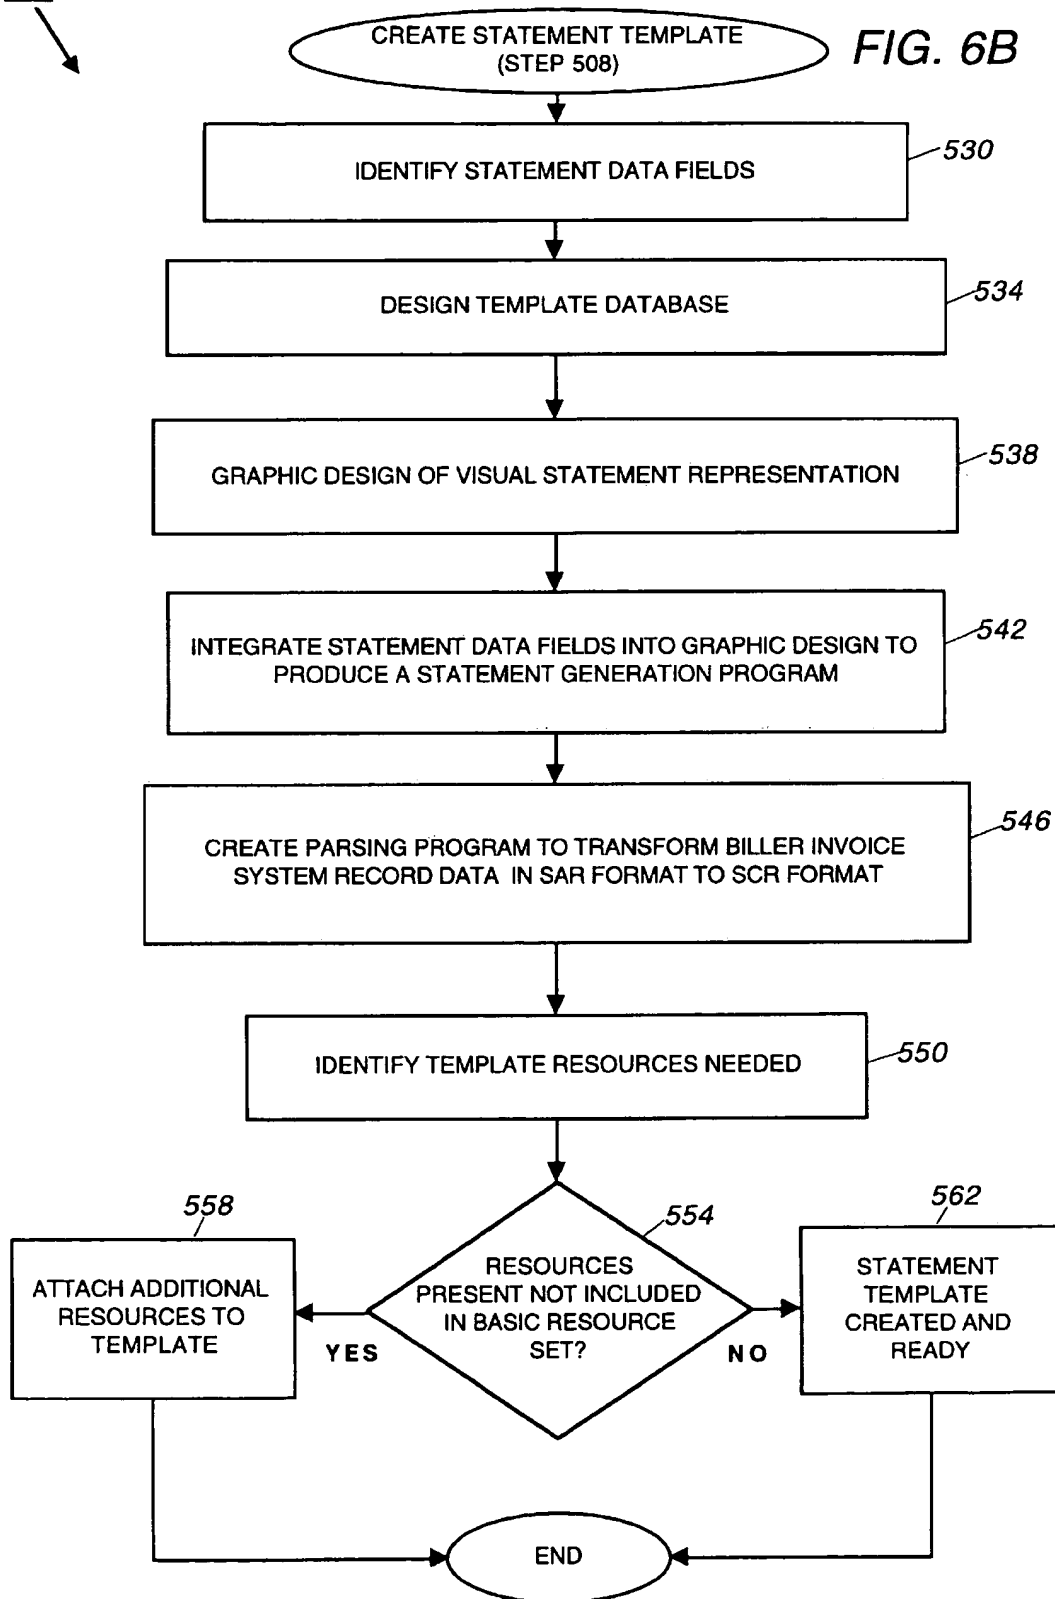 CREATE STATEMENT TEMPLATE
(STEP 508)
FIG. 6B
IDENTIFY STATEMENT DATA FIELDS
530
DESIGN TEMPLATE DATABASE
534
GRAPHIC DESIGN OF VISUAL STATEMENT REPRESENTATION
538
INTEGRATE STATEMENT DATA FIELDS INTO GRAPHIC DESIGN TO
PRODUCE A STATEMENT GENERATION PROGRAM
542
CREATE PARSING PROGRAM TO TRANSFORM BILLER INVOICE
SYSTEM RECORD DATA IN SAR FORMAT TO SCR FORMAT
546
IDENTIFY TEMPLATE RESOURCES NEEDED
550
558
ATTACH ADDITIONAL
RESOURCES TO
TEMPLATE
554
RESOURCES
PRESENT NOT INCLUDED
IN BASIC RESOURCE
SET?
YES
NO
562
STATEMENT
TEMPLATE
CREATED AND
READY
END